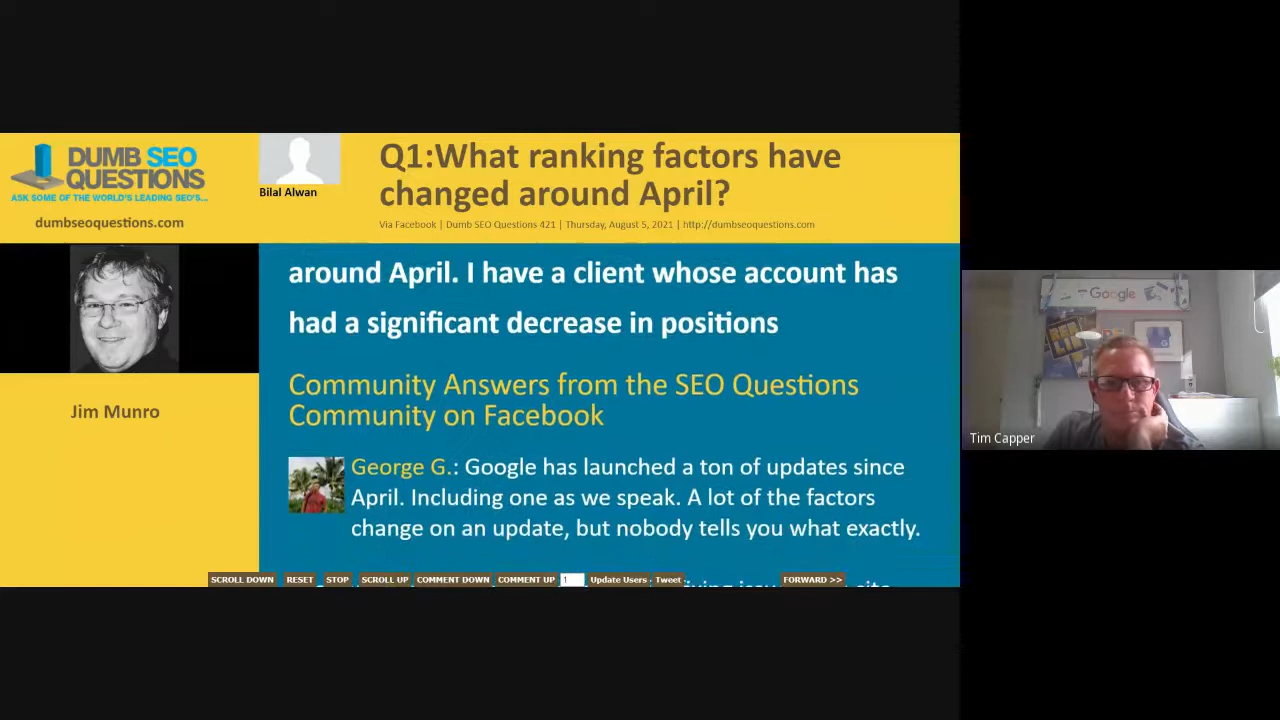 DUMB SEO
QUESTIONS
ASK SOME OF THE WORLD'S LEADING SEO'S...
dumbseoquestions.com
Bilal Alwan
Q1:What ranking factors have
changed around April?
Via Facebook | Dumb SEO Questions 421 | Thursday, August 5, 2021 | http://dumbseoquestions.com
Jim Munro
around April. I have a client whose account has
had a significant decrease in positions
Community Answers from the SEO Questions
Community on Facebook
George G.: Google has launched a ton of updates since
April. Including one as we speak. A lot of the factors
change on an update, but nobody tells you what exactly.
SCROLL DOWN RESET STOP SCROLL UP COMMENT DOWN COMMENT UP 1 Update Users Tweet FORWARD >>
Google
Tim Capper